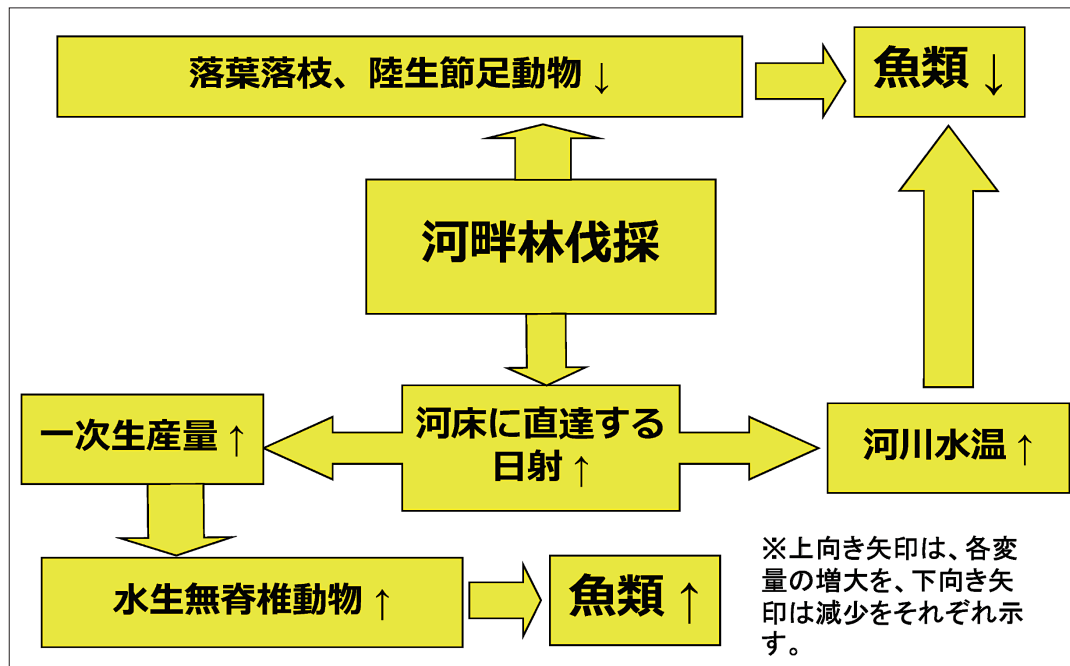 落葉落枝、陸生節足動物↓
魚類↓
河畔林伐採
一次生産量↑
河床に直達する
日射↑
河川水温↑
水生無脊椎動物↑
魚類↑
※上向き矢印は、各変
量の増大を、下向き矢
印は減少をそれぞれ示
す。